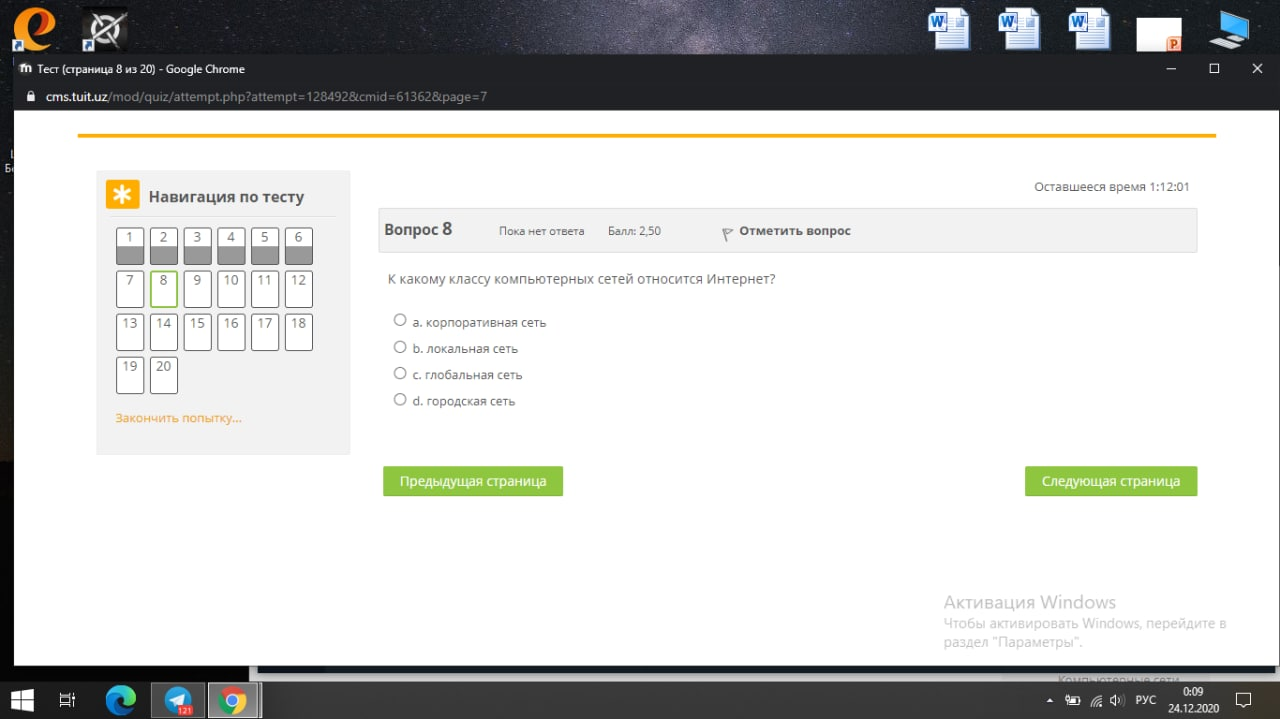 Тест (страница 8 из 20) - Google Chrome
cms.tuit.uz/mod/quiz/attempt.php?attempt=128492&cmid=61362&page=7
Навигация по тесту
1 2 3 4 5 6
7 8 9 10 11 12
13 14 15 16 17 18
19 20
Закончить попытку...
Оставшееся время 1:12:01
Вопрос 8 Пока нет ответа Балл: 2,50 Отметить вопрос
К какому классу компьютерных сетей относится Интернет?
a. корпоративная сеть
b. локальная сеть
c. глобальная сеть
d. городская сеть
Предыдущая страница Следующая страница
Активация Windows
Чтобы активировать Windows, перейдите в
раздел "Параметры".
Компьютерные сети
121
РУС
0:09
24.12.2020